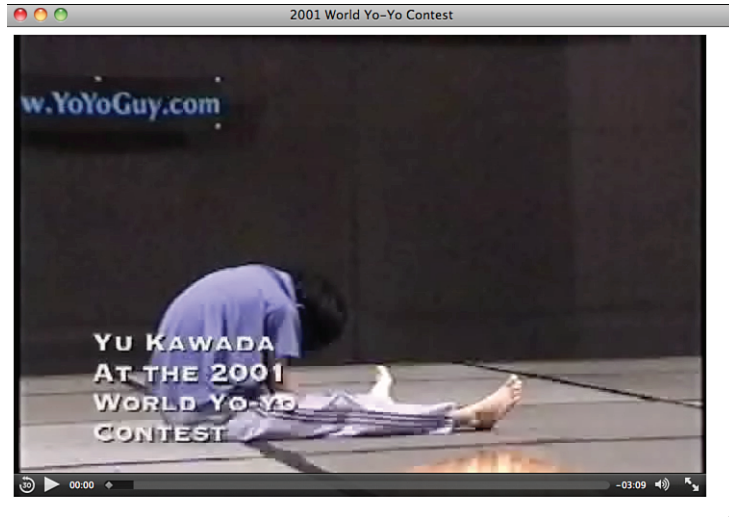 2001 World Yo-Yo Contest
w.YoYoGuy.com
Yu Kawada
At the 2001
World Yo-Yo
Contest
30
00:00
-03:09